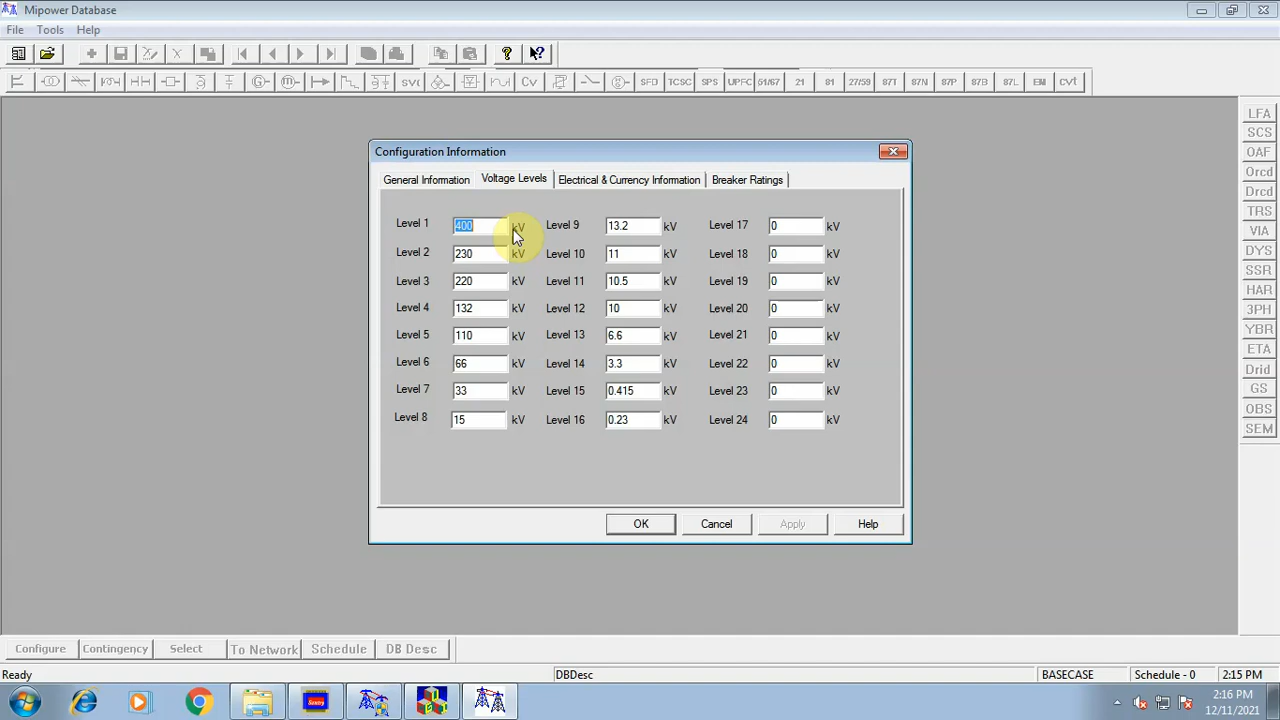 Mipower Database
File Tools Help
SVC Cv SFD TCSC SPS UPFC 51/67 21 81 27/59 87T 87N 87P 87B 87L EM CVT
Configuration Information
General Information Voltage Levels Electrical & Currency Information Breaker Ratings
Level 1 400 kV Level 9 13.2 kV Level 17 0 kV
Level 2 230 kV Level 10 11 kV Level 18 0 kV
Level 3 220 kV Level 11 10.5 kV Level 19 0 kV
Level 4 132 kV Level 12 10 kV Level 20 0 kV
Level 5 110 kV Level 13 6.6 kV Level 21 0 kV
Level 6 66 kV Level 14 3.3 kV Level 22 0 kV
Level 7 33 kV Level 15 0.415 kV Level 23 0 kV
Level 8 15 kV Level 16 0.23 kV Level 24 0 kV
OK Cancel Apply Help
LFA
SCS
OAF
Orcd
Drcd
TRS
VIA
DYS
SSR
HAR
3PH
YBR
ETA
Drid
GS
OBS
SEM
Configure Contingency Select To Network Schedule DB Desc
Ready DBDesc BASECASE Schedule - 0 2:15 PM
2:16 PM
12/11/2021